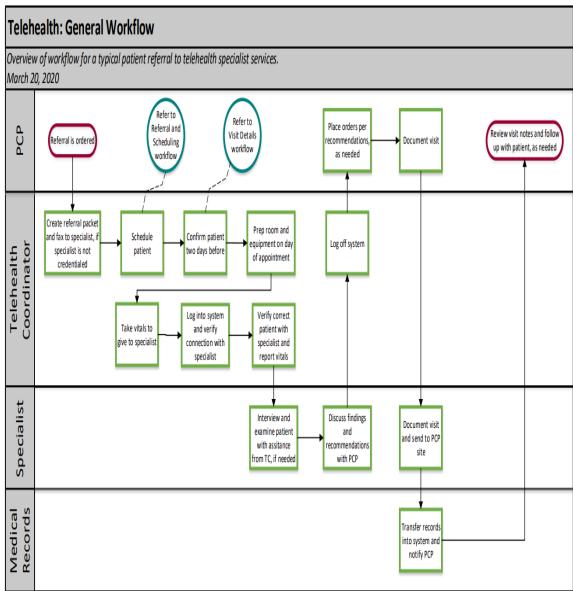 Telehealth: General Workflow
Overview of workflow for a typical patient referral to telehealth specialist services.
March 20, 2020
PCP
Referral is ordered
Refer to
Referral and
Scheduling
workflow
Refer to
Visit Details
workflow
Place orders per
recommendations,
as needed
Document visit
Review visit notes and follow
up with patient, as needed
Telehealth
Coordinator
Create referral packet
and fax to specialist, if
specialist is not
credentialed
Schedule
patient
Confirm patient
two days before
Prep room and
equipment on day
of appointment
Log off system
Take vitals to
give to specialist
Log into system
and verify
connection with
specialist
Verify correct
patient with
specialist and
report vitals
Specialist
Interview and
examine patient
with assitance
from TC, if needed
Discuss findings
and
recommendations
with PCP
Document visit
and send to PCP
site
Medical
Records
Transfer records
into system and
notify PCP